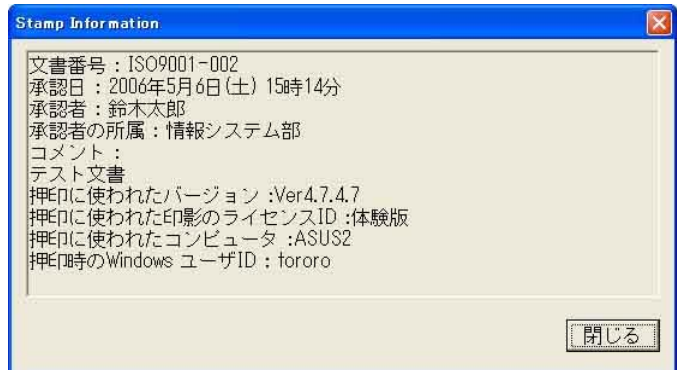 Stamp Information
文書番号：ISO9001-002
承認日：2006年5月6日(土) 15時14分
承認者：鈴木太郎
承認者の所属：情報システム部
コメント：
テスト文書
押印に使われたバージョン :Ver4.7.4.7
押印に使われた印影のライセンスID :体験版
押印に使われたコンピュータ :ASUS2
押印時のWindows ユーザID：tororo
閉じる